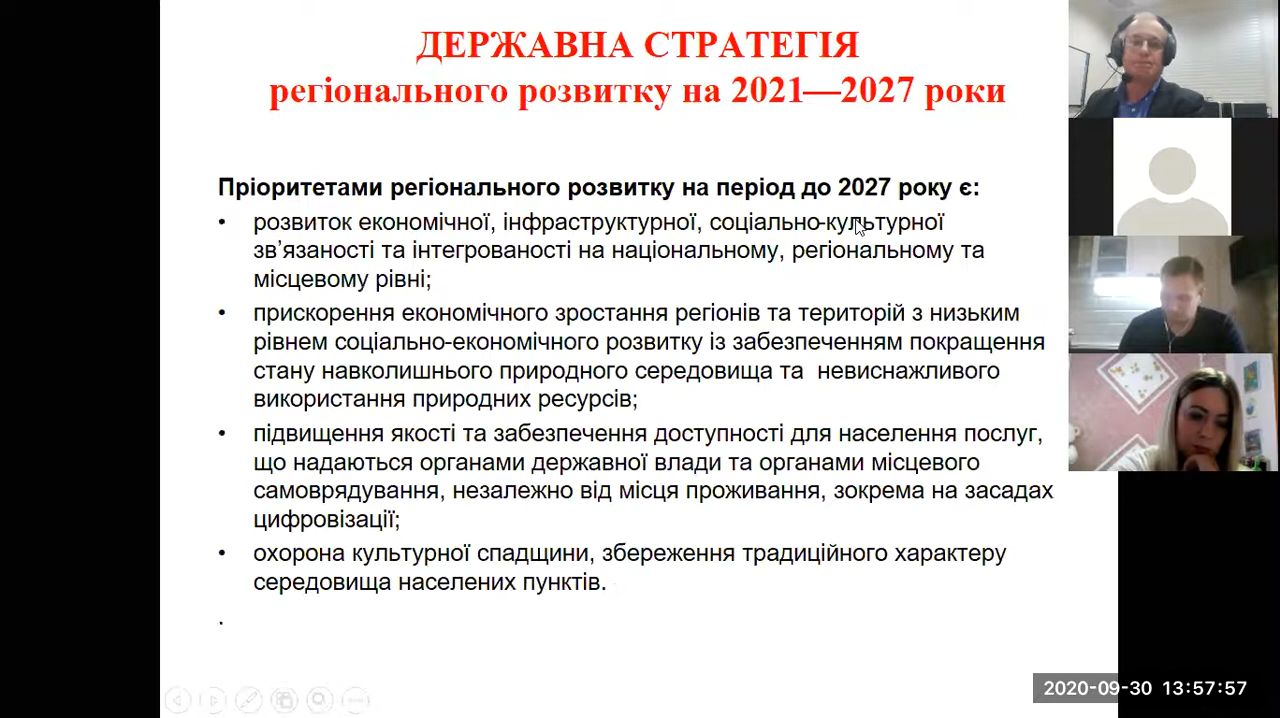 ДЕРЖАВНА СТРАТЕГІЯ
регіонального розвитку на 2021—2027 роки
Пріоритетами регіонального розвитку на період до 2027 року є:
• розвиток економічної, інфраструктурної, соціально-культурної
зв’язаності та інтегрованості на національному, регіональному та
місцевому рівні;
• прискорення економічного зростання регіонів та територій з низьким
рівнем соціально-економічного розвитку із забезпеченням покращення
стану навколишнього природного середовища та невиснажливого
використання природних ресурсів;
• підвищення якості та забезпечення доступності для населення послуг,
що надаються органами державної влади та органами місцевого
самоврядування, незалежно від місця проживання, зокрема на засадах
цифровізації;
• охорона культурної спадщини, збереження традиційного характеру
середовища населених пунктів.
.
2020-09-30 13:57:57